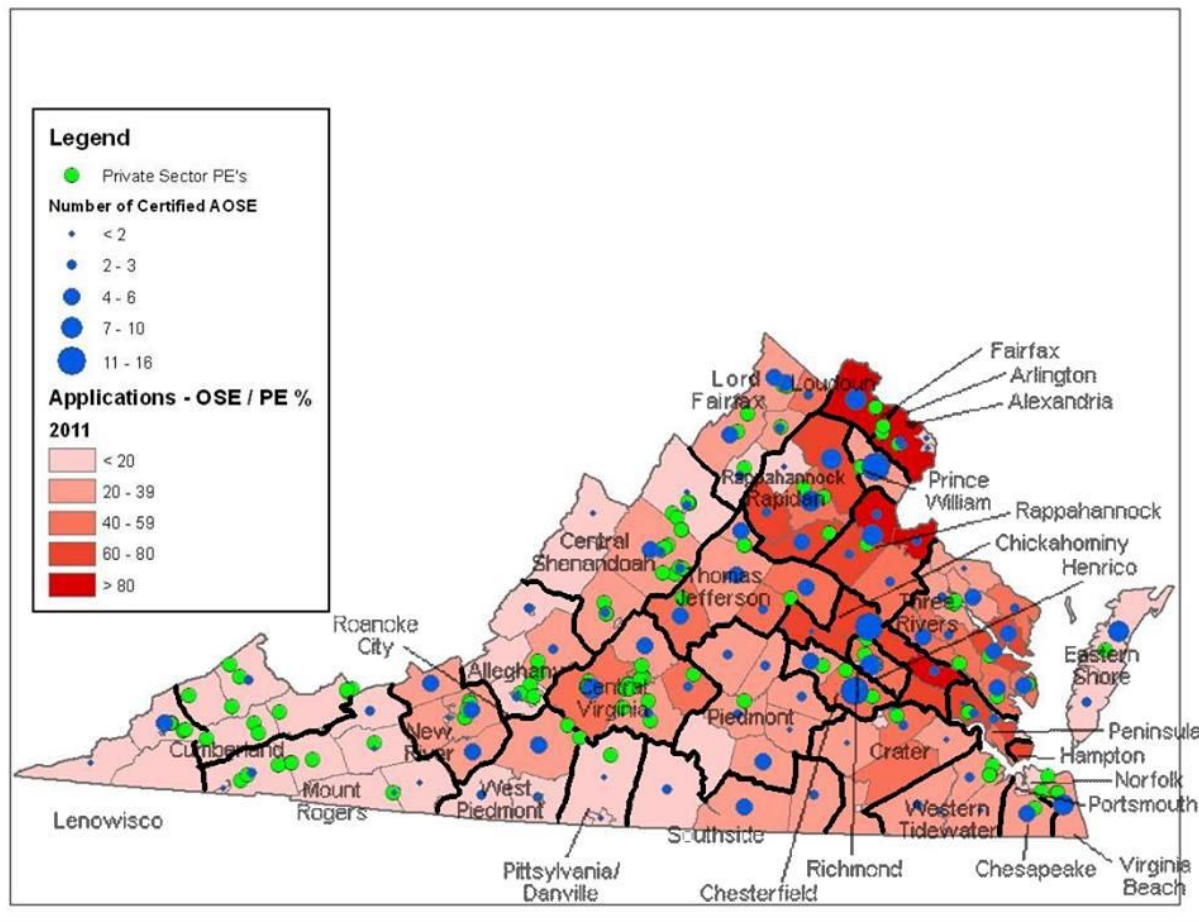 Legend
Private Sector PE's
Number of Certified AOSE
< 2
2 - 3
4 - 6
7 - 10
11 - 16
Applications - OSE / PE %
2011
< 20
20 - 39
40 - 59
60 - 80
> 80
Fairfax
Arlington
Alexandria
Lord
Fairfax
Loudoun
Prince
William
Rappahannock
Rapidan
Rappahannock
Chickahominy
Henrico
Central
Shenandoah
Thomas
Jefferson
Three
Rivers
Roanoke
City
Alleghany
Eastern
Shore
Central
Virginia
Piedmont
New
River
Cumberland
Crater
Peninsula
Hampton
Norfolk
Portsmouth
Mount
Rogers
West
Piedmont
Western
Tidewater
Lenowisco
Southside
Pittsylvania/
Danville
Chesterfield
Richmond
Chesapeake
Virginia
Beach